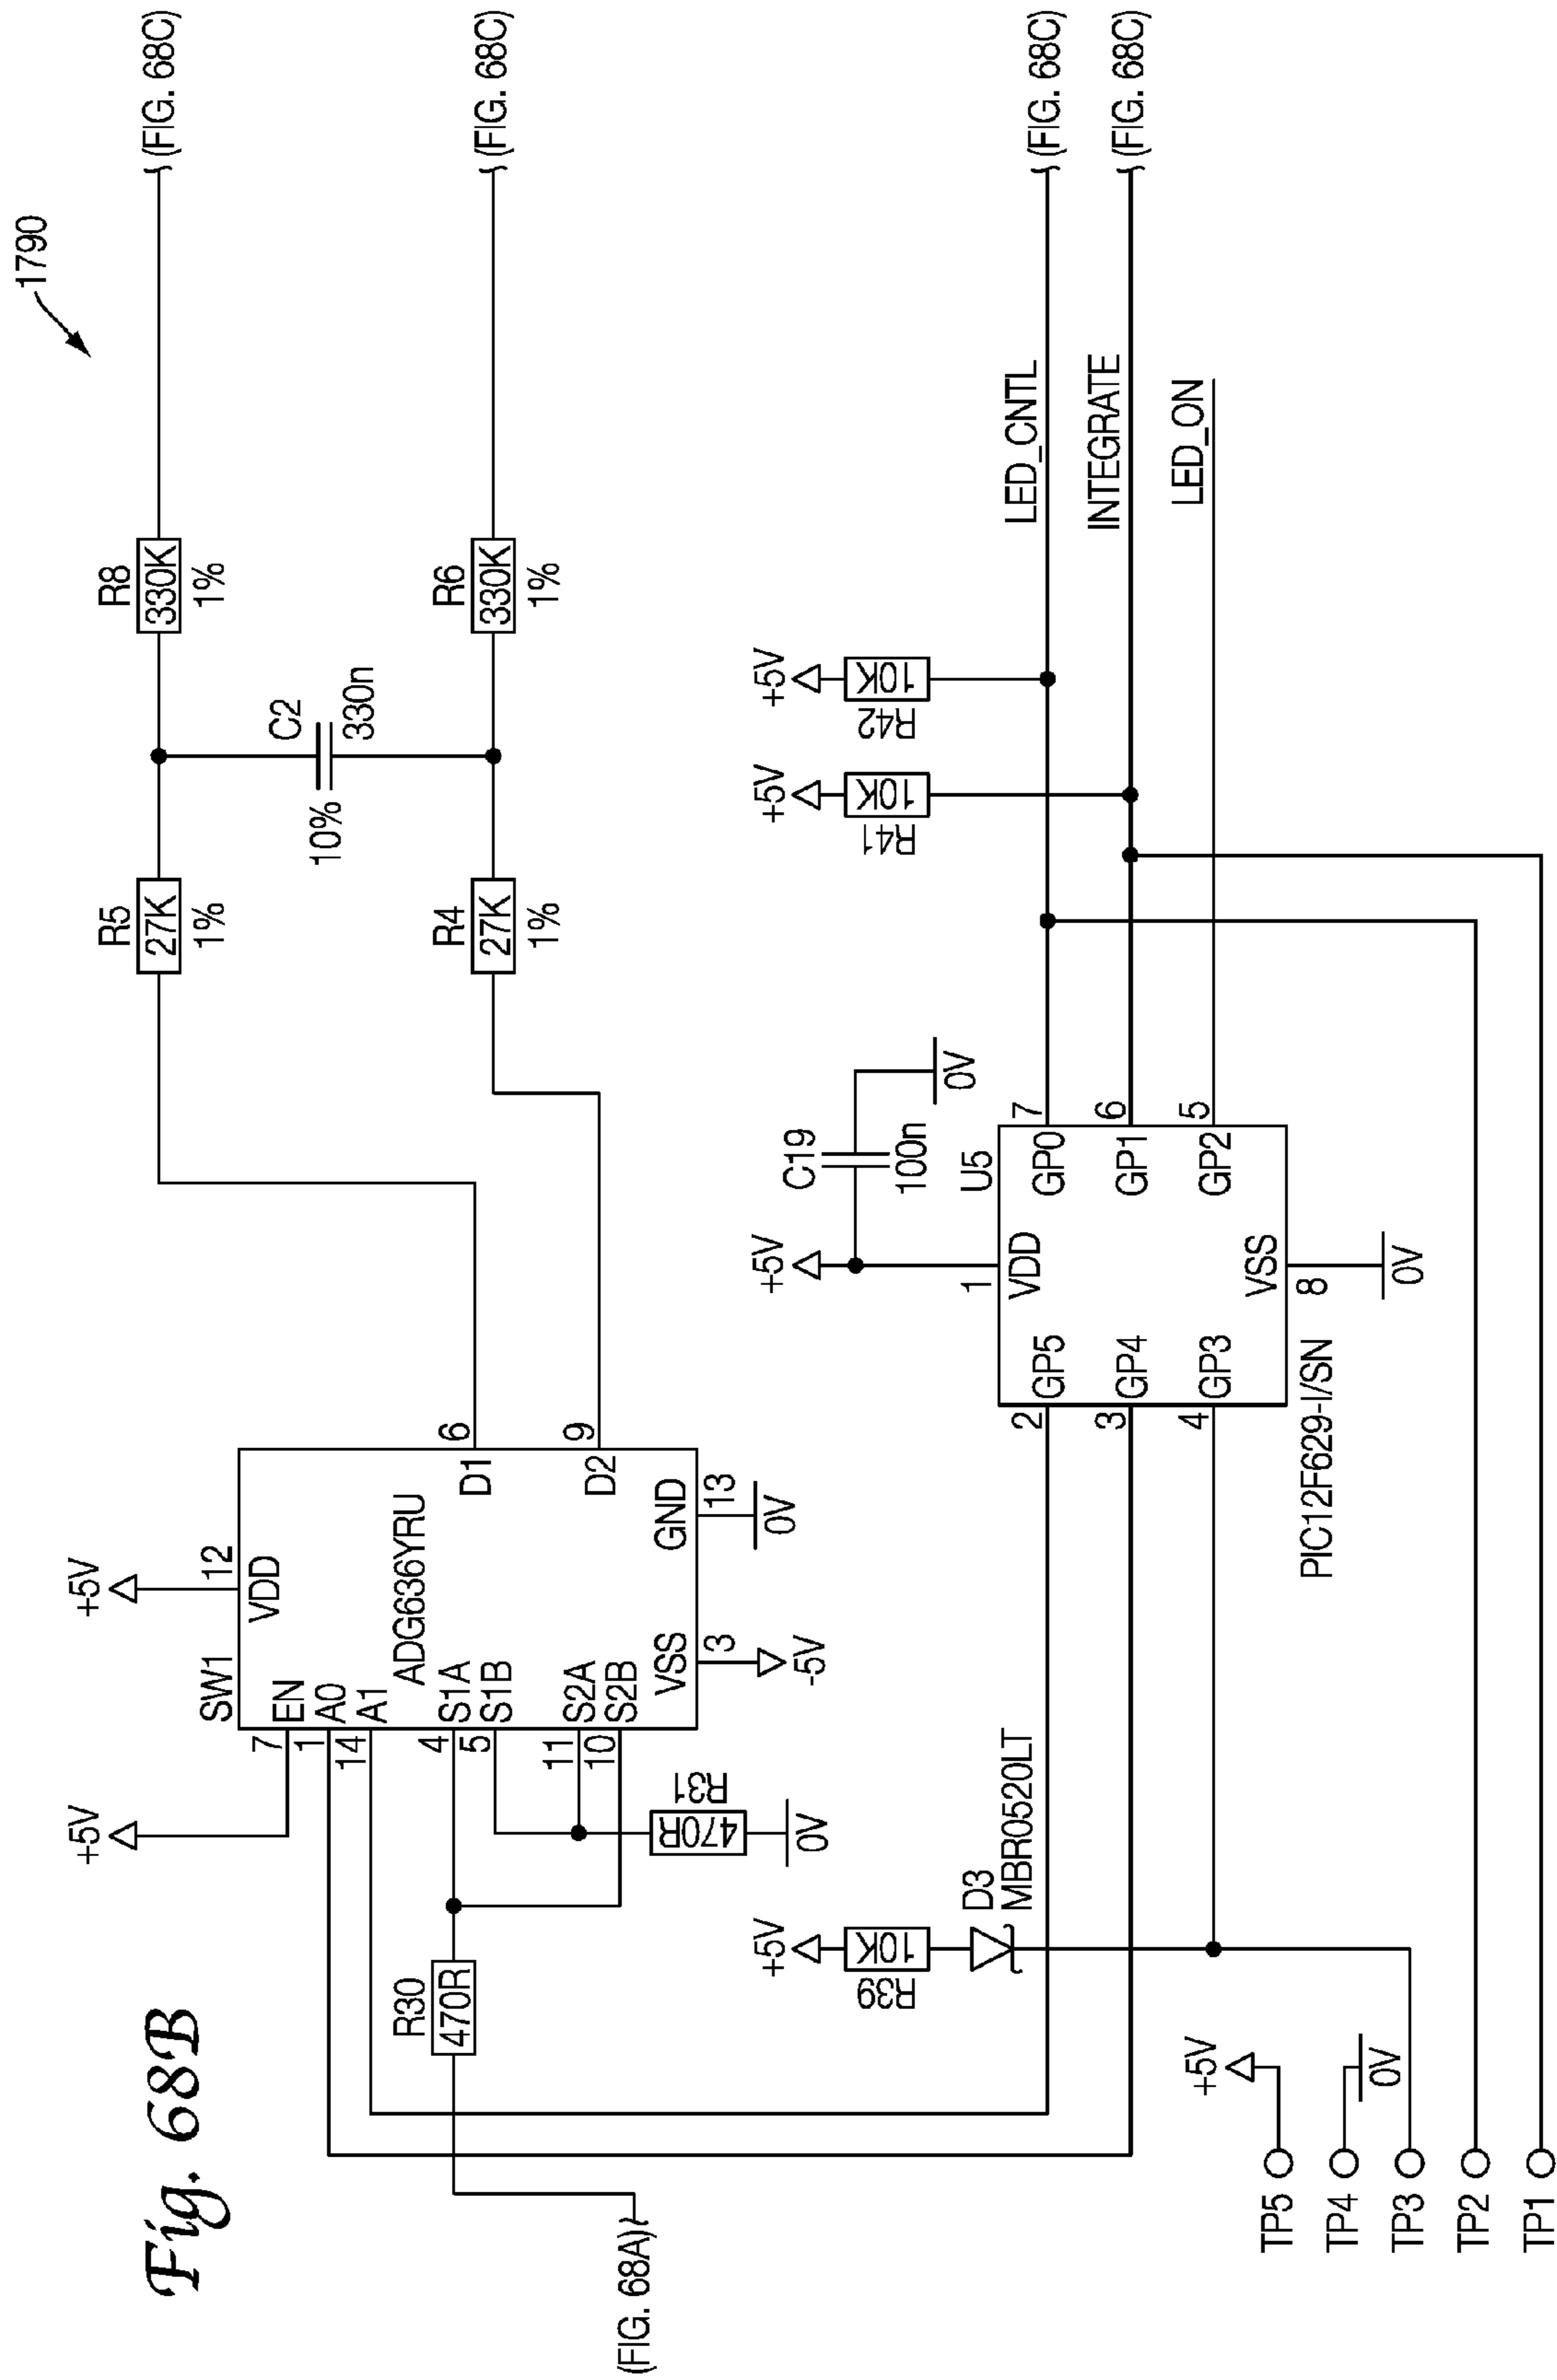 Fig. 68B
1790
(FIG. 68A)
(FIG. 68C)
(FIG. 68C)
(FIG. 68C)
(FIG. 68C)
+5V
+5V
SW1
12
VDD
7
EN
1
A0
14
A1
ADG636YRU
4
S1A
5
S1B
11
S2A
10
S2B
VSS
3
-5V
GND
13
0V
D1
6
D2
9
R30
470R
R31
470R
0V
R5
27K
1%
R8
330K
1%
C2
10%
330n
R4
27K
1%
R6
330K
1%
+5V
R39
10K
D3
MBR0520LT
+5V
C19
100n
0V
U5
1
VDD
2
GP5
3
GP4
4
GP3
GP0
7
GP1
6
GP2
5
VSS
8
0V
PIC12F629-I/SN
+5V
R41
10K
+5V
R42
10K
LED_CNTL
INTEGRATE
LED_ON
+5V
TP5
0V
TP4
TP3
TP2
TP1